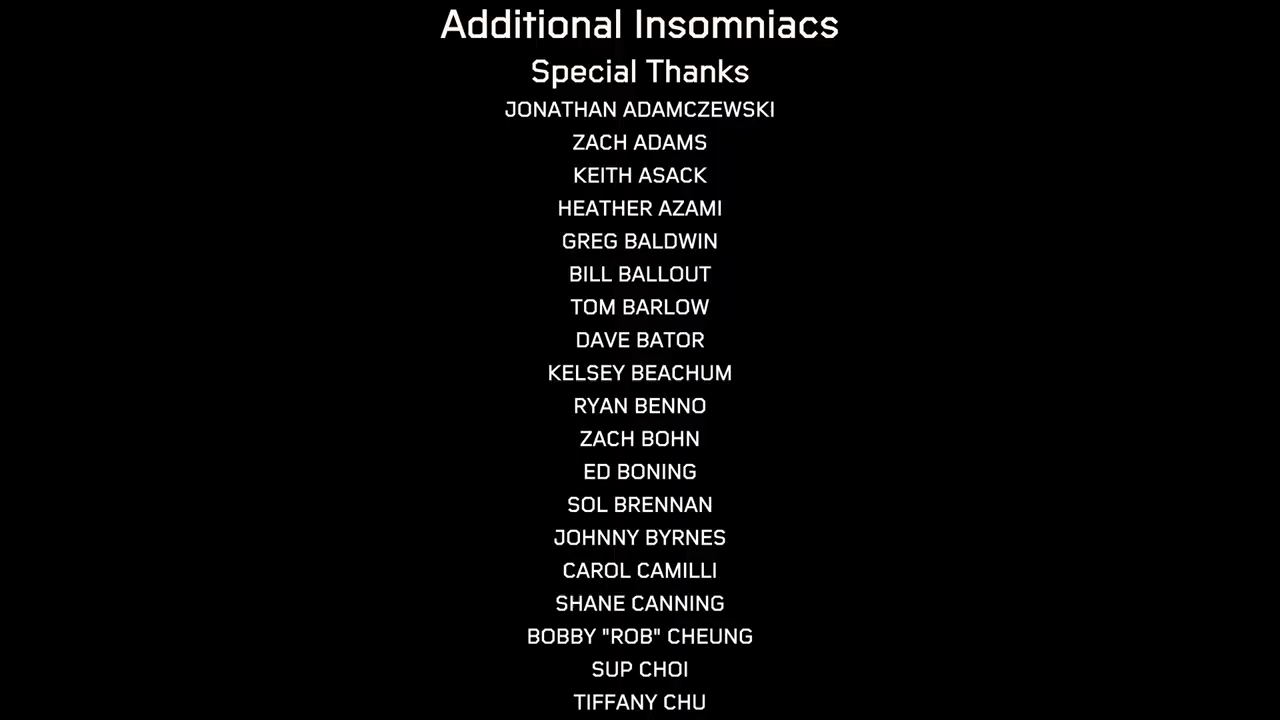 Additional Insomniacs
Special Thanks
JONATHAN ADAMCZEWSKI
ZACH ADAMS
KEITH ASACK
HEATHER AZAMI
GREG BALDWIN
BILL BALLOUT
TOM BARLOW
DAVE BATOR
KELSEY BEACHUM
RYAN BENNO
ZACH BOHN
ED BONING
SOL BRENNAN
JOHNNY BYRNES
CAROL CAMILLI
SHANE CANNING
BOBBY "ROB" CHEUNG
SUP CHOI
TIFFANY CHU